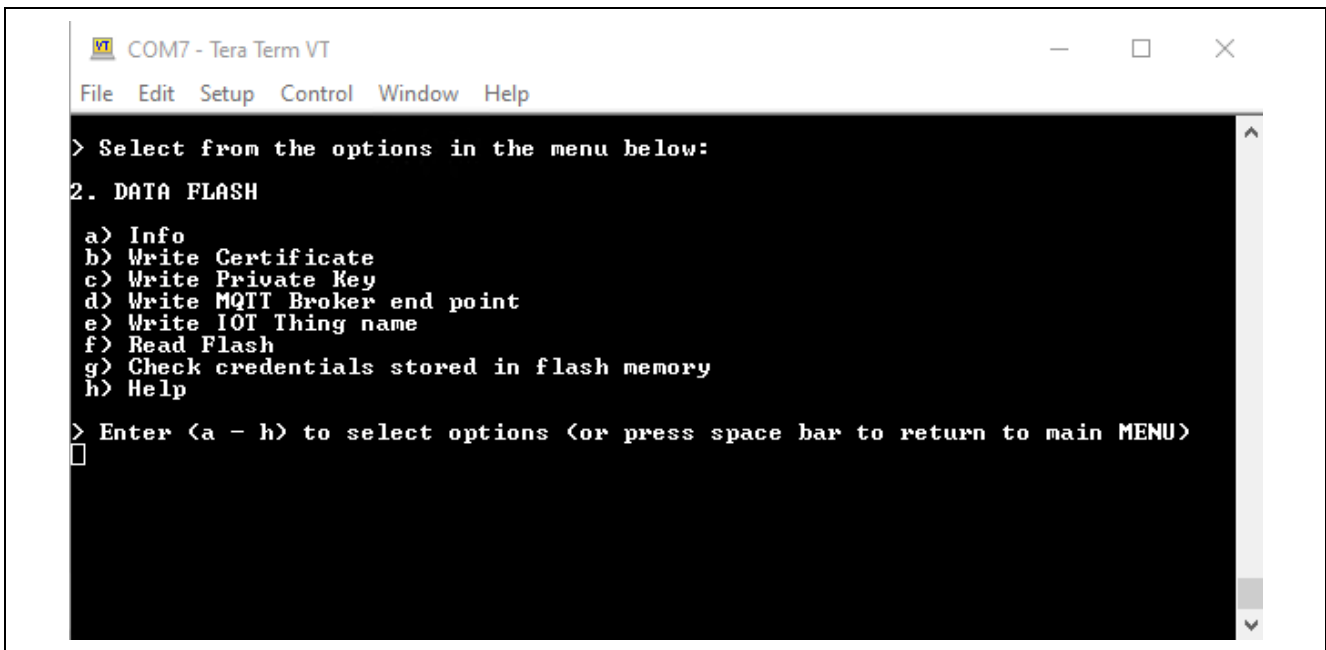 COM7 - Tera Term VT
File Edit Setup Control Window Help
> Select from the options in the menu below:
2. DATA FLASH
a) Info
b) Write Certificate
c) Write Private Key
d) Write MQTT Broker end point
e) Write IOT Thing name
f) Read Flash
g) Check credentials stored in flash memory
h) Help
> Enter (a - h) to select options (or press space bar to return to main MENU)